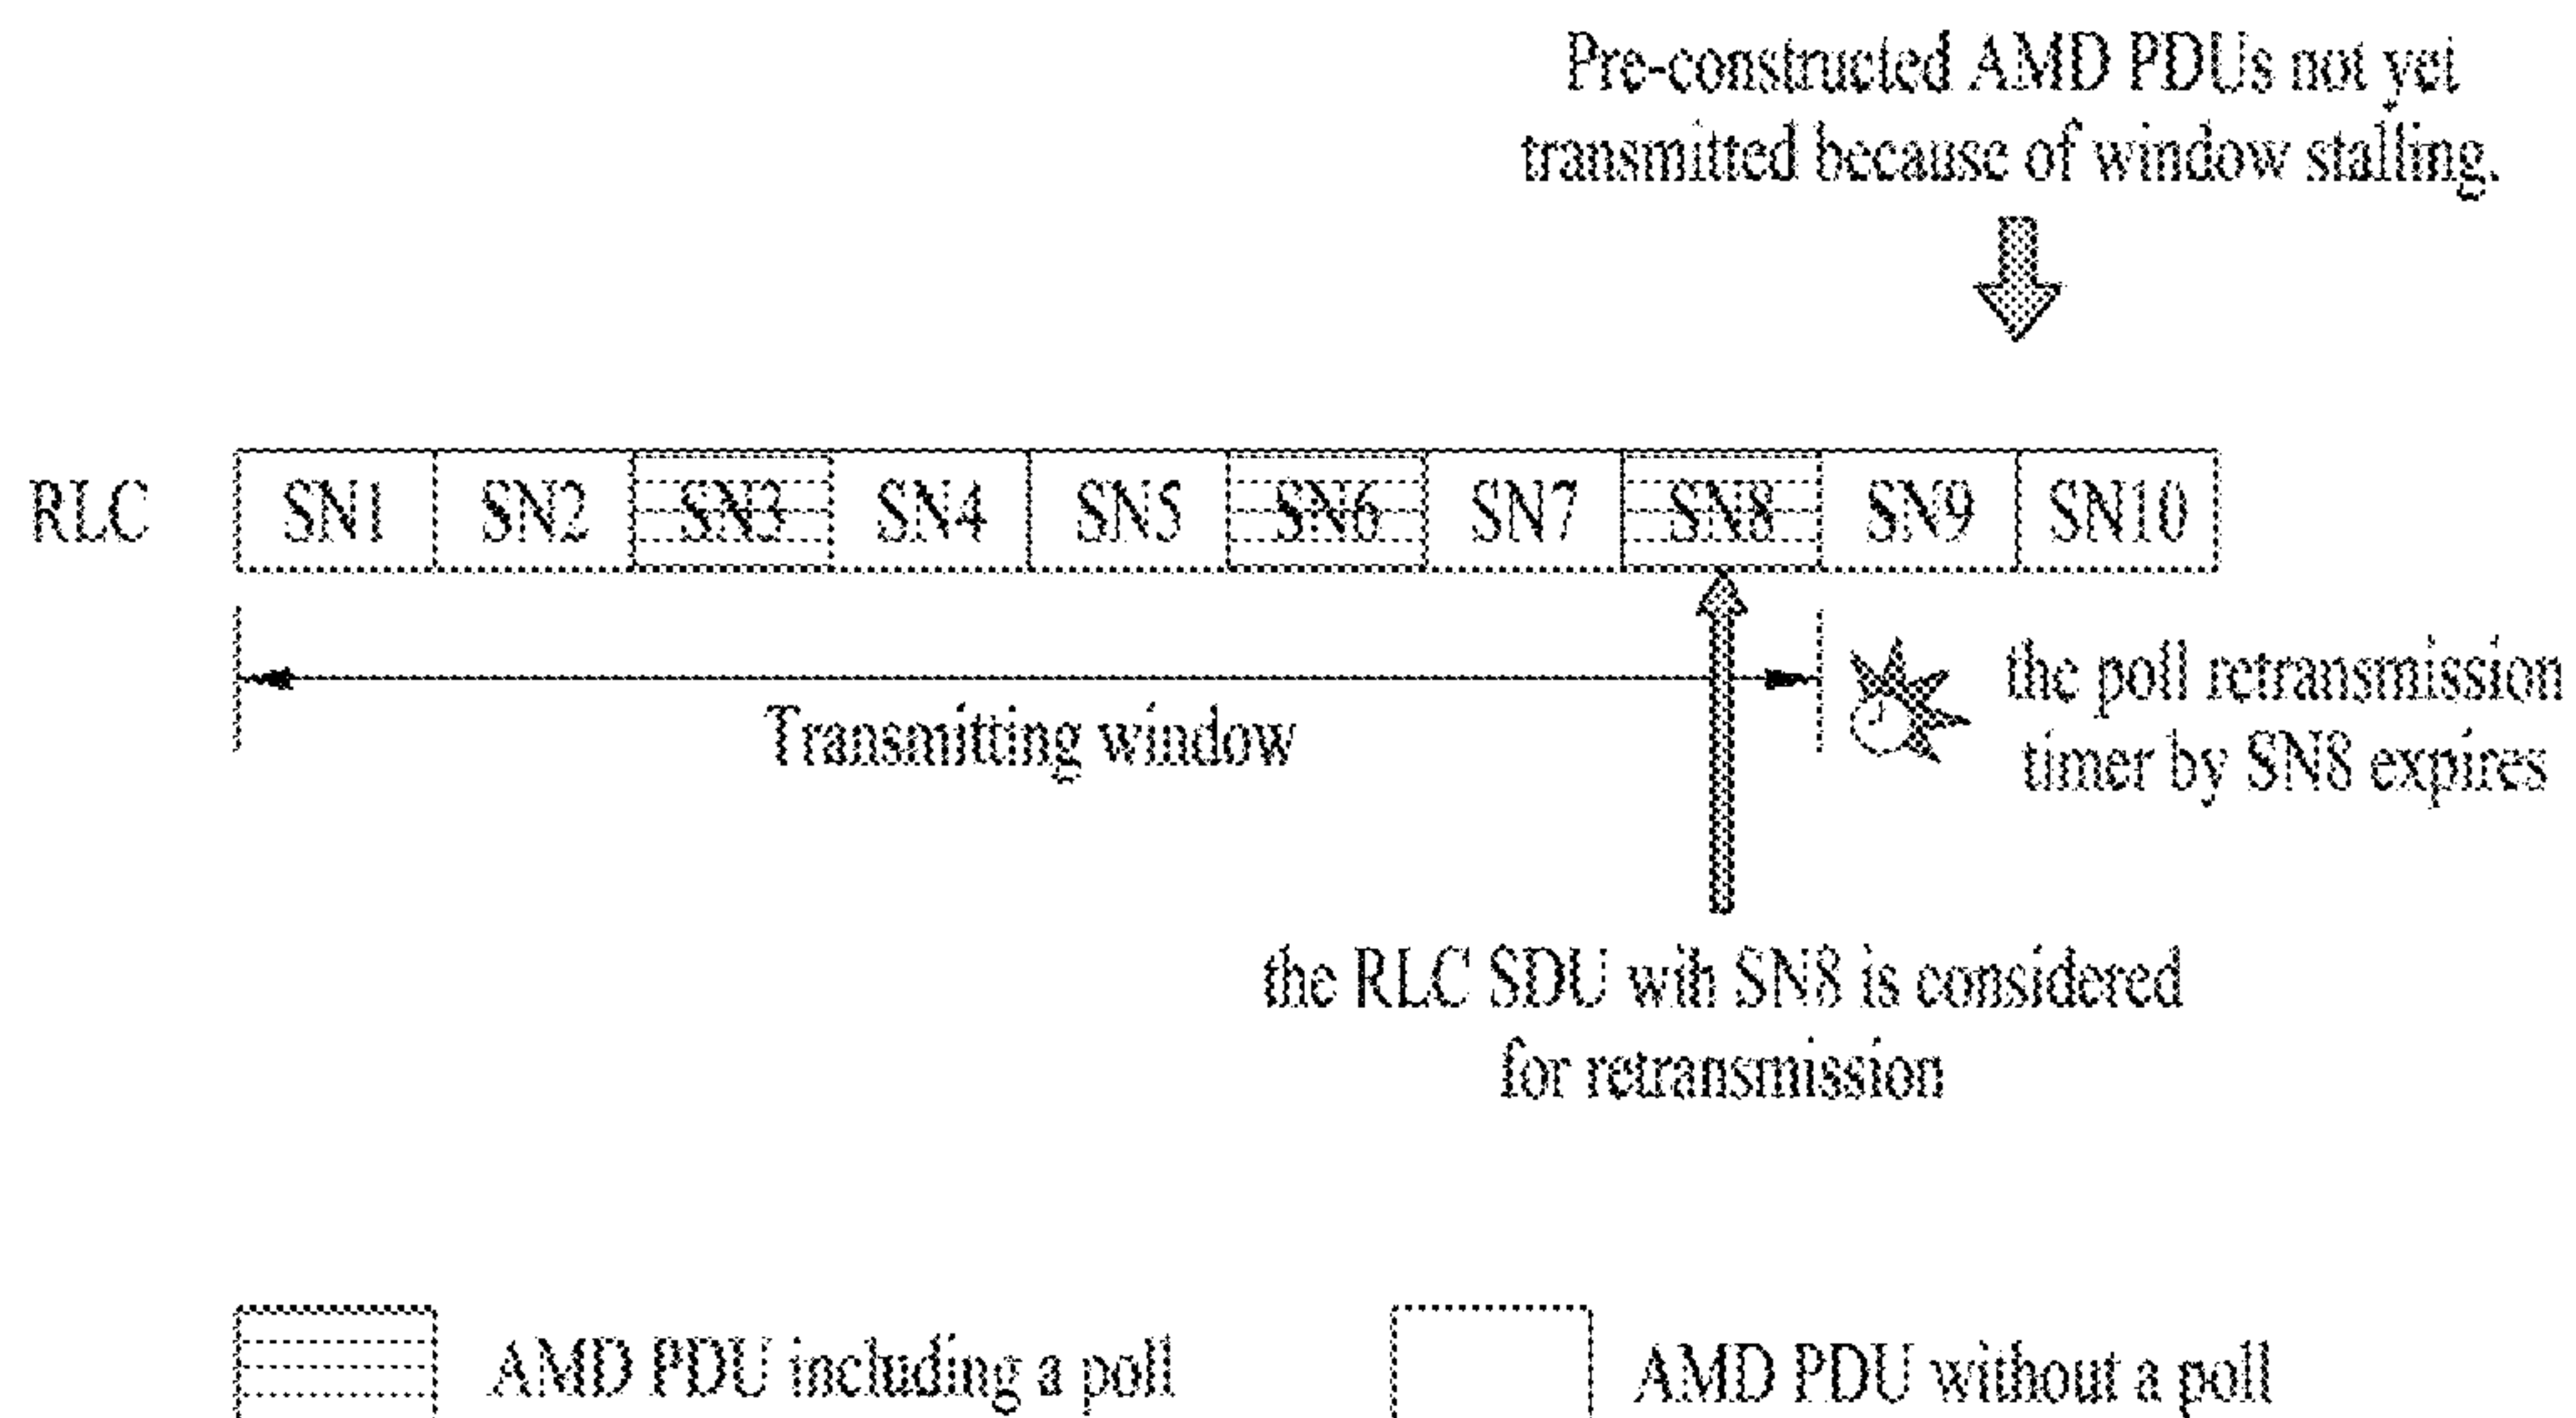 Pre-constructed AMD PDUs not yet
transmitted because of window stalling.
RLC
SN1 SN2 SN3 SN4 SN5 SN6 SN7 SN8 SN9 SN10
Transmitting window
the poll retransmission
timer by SN8 expires
the RLC SDU wih SN8 is considered
for retransmission
AMD PDU including a poll
AMD PDU without a poll